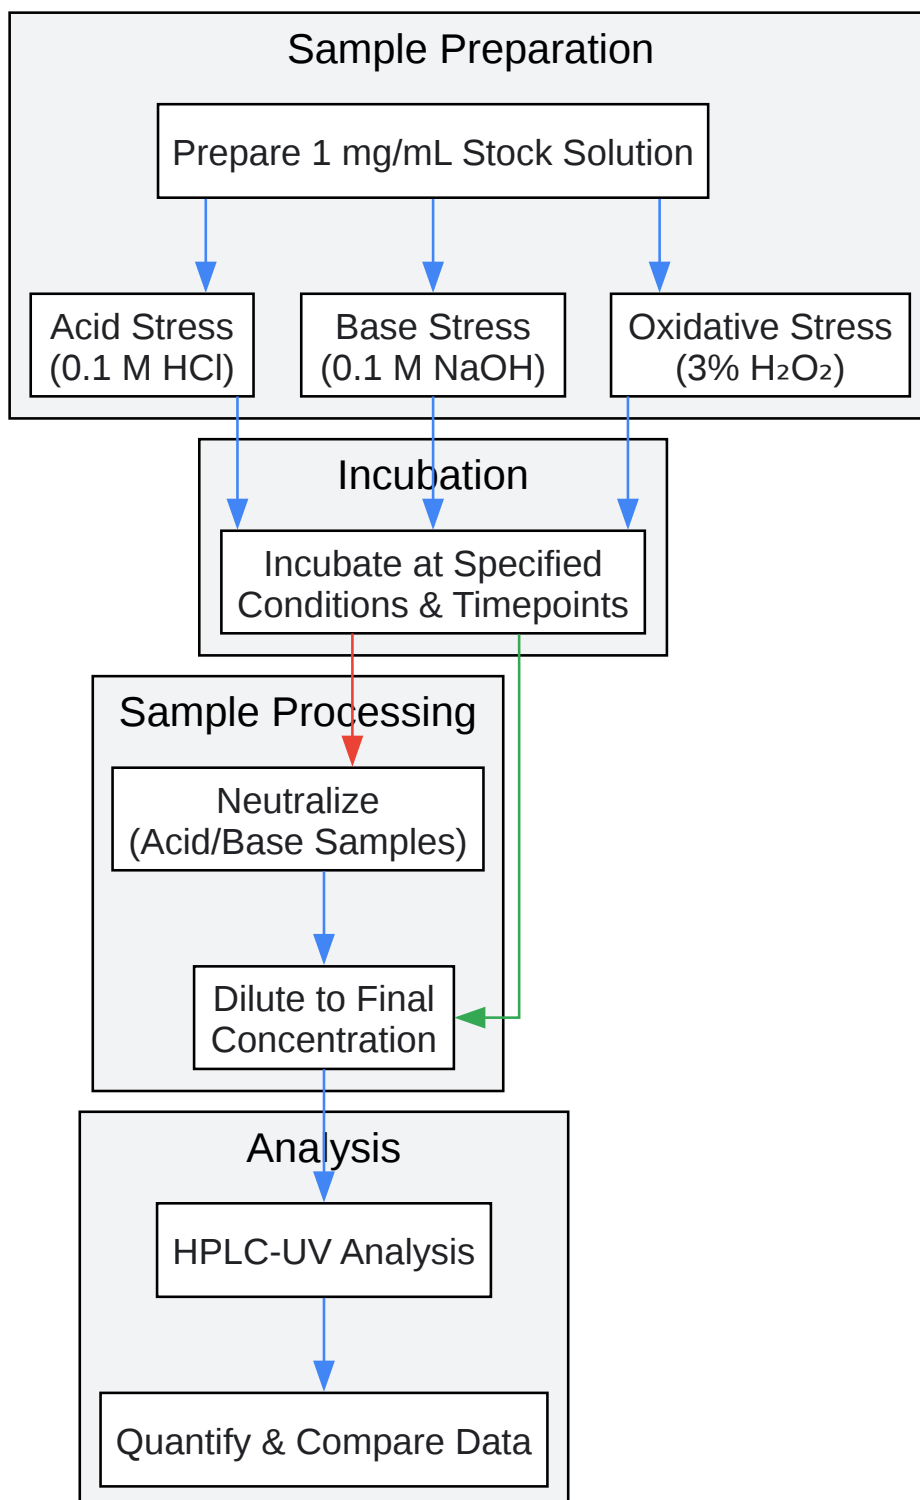 Sample Preparation
Prepare 1 mg/mL Stock Solution
Acid Stress
(0.1 M HCl)
Base Stress
(0.1 M NaOH)
Oxidative Stress
(3% H₂O₂)
Incubation
Incubate at Specified
Conditions & Timepoints
Sample Processing
Neutralize
(Acid/Base Samples)
Dilute to Final
Concentration
Analysis
HPLC-UV Analysis
Quantify & Compare Data